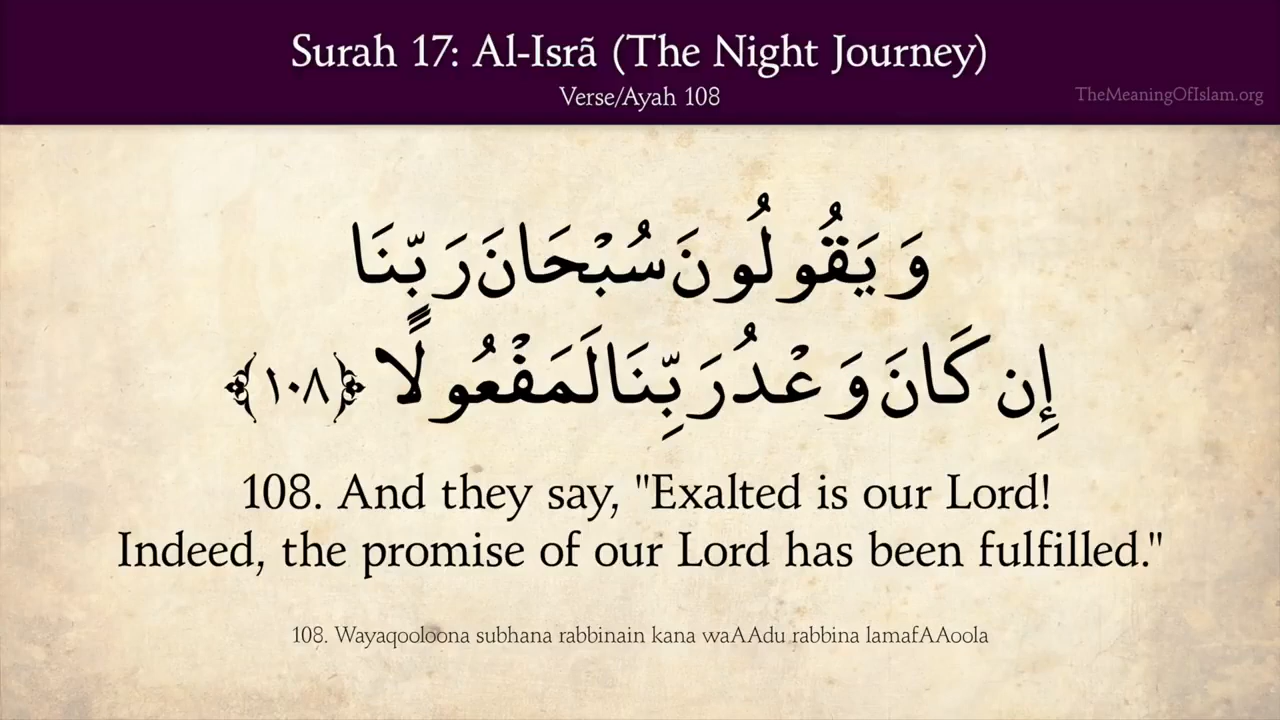 Surah 17: Al-Isrã (The Night Journey)
Verse/Ayah 108
TheMeaningOfIslam.org
وَيَقُولُونَ سُبْحَانَ رَبِّنَا
إِن كَانَ وَعْدُ رَبِّنَا لَمَفْعُولًا ﴿١٠٨﴾
108. And they say, "Exalted is our Lord!
Indeed, the promise of our Lord has been fulfilled."
108. Wayaqooloona subhana rabbinain kana waAAdu rabbina lamafAAoola